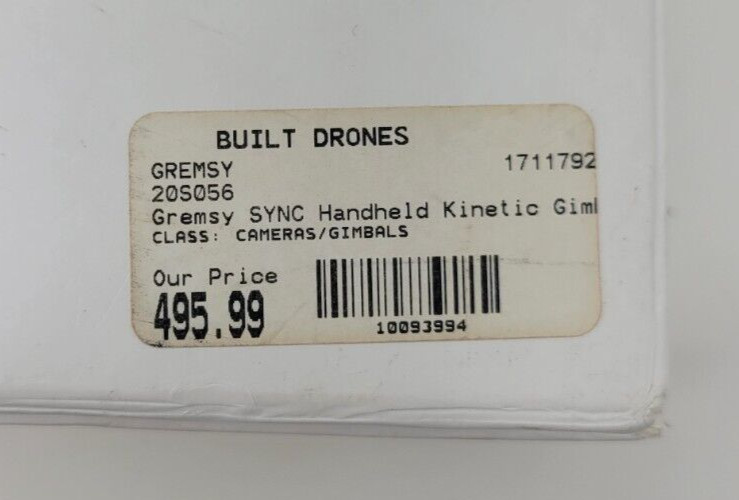 BUILT DRONES
GREMSY 1711792
20S056
Gremsy SYNC Handheld Kinetic Gim
CLASS: CAMERAS/GIMBALS
Our Price
495.99
10093994